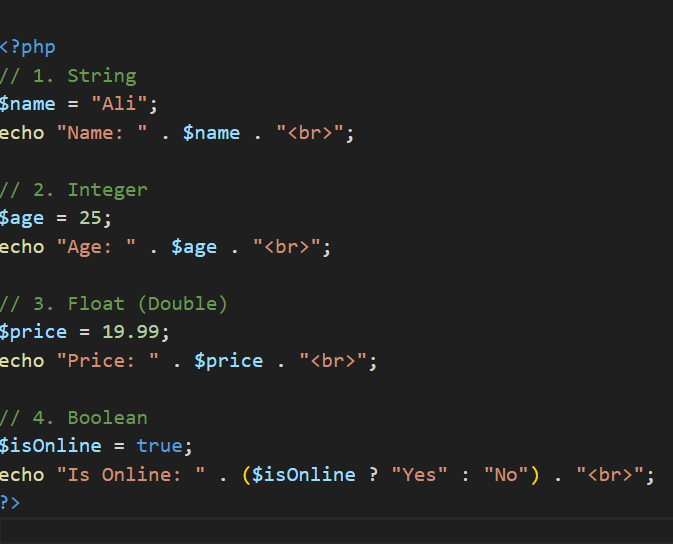 <?php
// 1. String
$name = "Ali";
echo "Name: " . $name . "<br>";
// 2. Integer
$age = 25;
echo "Age: " . $age . "<br>";
// 3. Float (Double)
$price = 19.99;
echo "Price: " . $price . "<br>";
// 4. Boolean
$isOnline = true;
echo "Is Online: " . ($isOnline ? "Yes" : "No") . "<br>";
?>